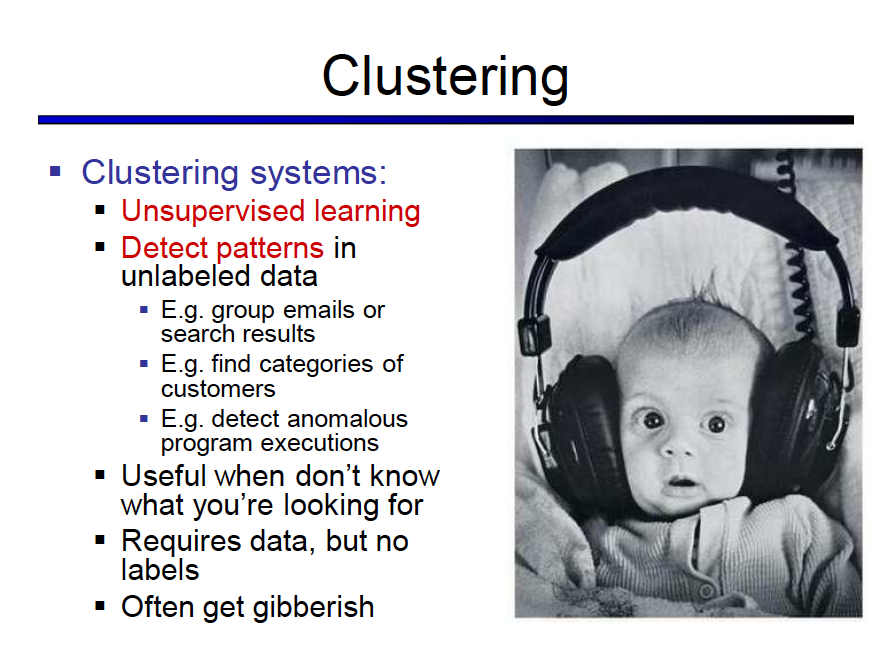 Clustering
▪ Clustering systems:
▪ Unsupervised learning
▪ Detect patterns in
unlabeled data
▪ E.g. group emails or
search results
▪ E.g. find categories of
customers
▪ E.g. detect anomalous
program executions
▪ Useful when don’t know
what you’re looking for
▪ Requires data, but no
labels
▪ Often get gibberish